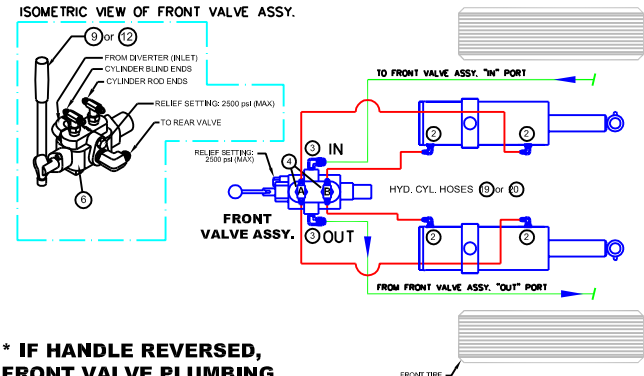 ISOMETRIC VIEW OF FRONT VALVE ASSY.
9 or 12
FROM DIVERTER (INLET)
CYLINDER BLIND ENDS
CYLINDER ROD ENDS
RELIEF SETTING: 2500 psi (MAX)
TO REAR VALVE
6
TO FRONT VALVE ASSY. "IN" PORT
2
2
3 IN
RELIEF SETTING:
2500 psi (MAX)
4
A
B
HYD. CYL. HOSES 19 or 20
FRONT
VALVE ASSY.
3 OUT
2
2
FROM FRONT VALVE ASSY. "OUT" PORT
* IF HANDLE REVERSED,
FRONT VALVE PLUMBING
FRONT TIRE